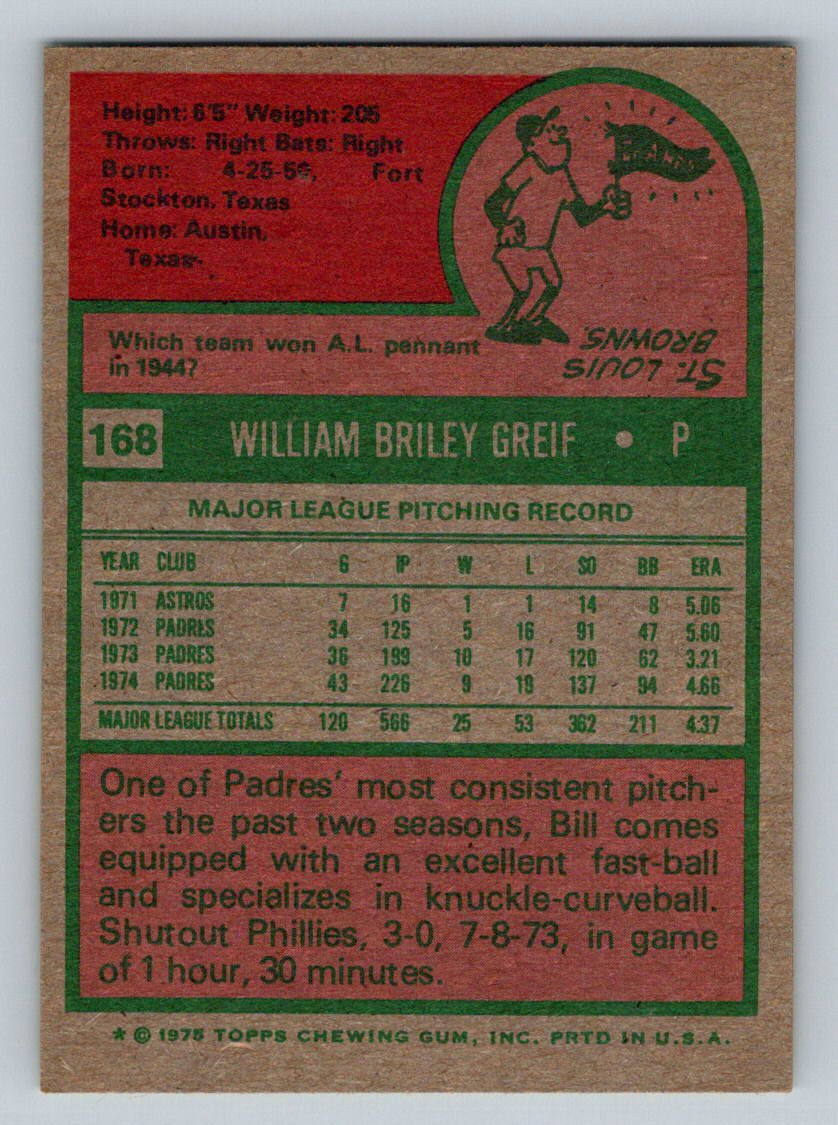 Height: 6'5" Weight: 205
Throws: Right Bats: Right
Born: 4-25-50, Fort
Stockton, Texas
Home: Austin,
Texas
Which team won A.L. pennant
in 1944?
ST. LOUIS
BROWNS.
168 WILLIAM BRILEY GREIF • P
MAJOR LEAGUE PITCHING RECORD
YEAR CLUB G IP W L SO BB ERA
1971 ASTROS 7 16 1 1 14 8 5.06
1972 PADRES 34 125 5 16 91 47 5.60
1973 PADRES 36 199 10 17 120 62 3.21
1974 PADRES 43 226 9 19 137 94 4.66
MAJOR LEAGUE TOTALS 120 566 25 53 362 211 4.37
One of Padres' most consistent pitch-
ers the past two seasons, Bill comes
equipped with an excellent fast-ball
and specializes in knuckle-curveball.
Shutout Phillies, 3-0, 7-8-73, in game
of 1 hour, 30 minutes.
* © 1975 TOPPS CHEWING GUM, INC. PRTD IN U.S.A.